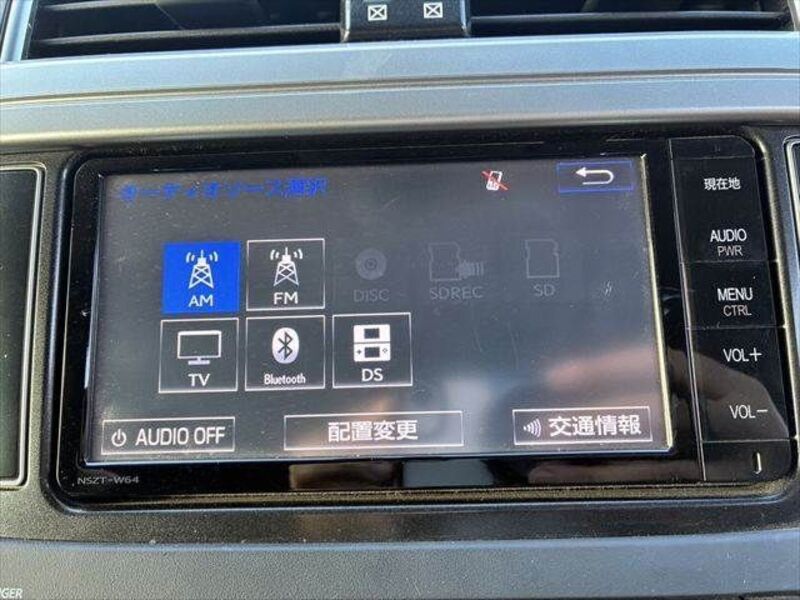 オーディオソース選択
現在地
AUDIO
PWR
AM
FM
DISC
SDREC
SD
MENU
CTRL
TV
Bluetooth
DS
VOL+
VOL-
AUDIO OFF
配置変更
交通情報
NSZT-W64